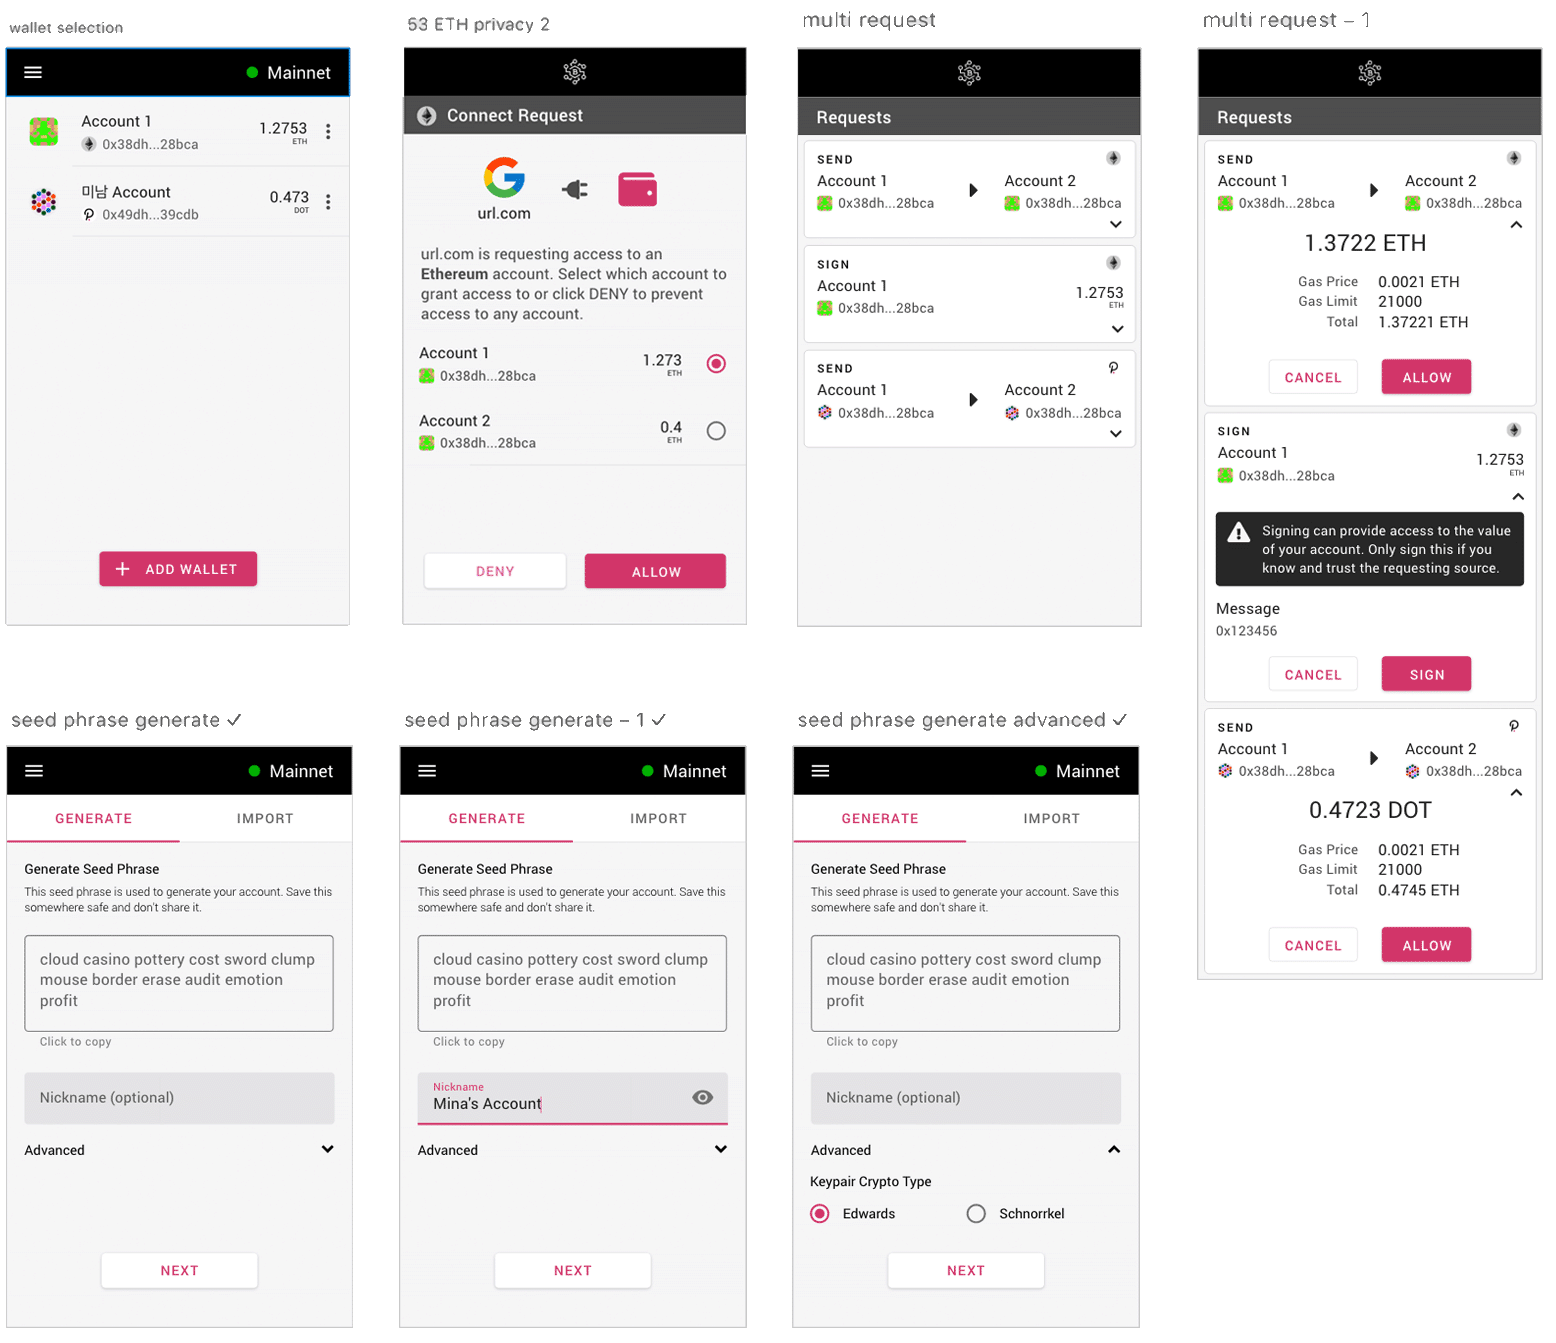 wallet selection
Mainnet
Account 1
0x38dh...28bca
1.2753
ETH
미남 Account
0x49dh...39cdb
0.473
DOT
ADD WALLET
53 ETH privacy 2
Connect Request
url.com
url.com is requesting access to an
Ethereum account. Select which account to
grant access to or click DENY to prevent
access to any account.
Account 1
0x38dh...28bca
1.273
ETH
Account 2
0x38dh...28bca
0.4
ETH
DENY
ALLOW
multi request
Requests
SEND
Account 1
0x38dh...28bca
Account 2
0x38dh...28bca
SIGN
Account 1
0x38dh...28bca
1.2753
ETH
SEND
Account 1
0x38dh...28bca
Account 2
0x38dh...28bca
multi request – 1
Requests
SEND
Account 1
0x38dh...28bca
Account 2
0x38dh...28bca
1.3722 ETH
Gas Price 0.0021 ETH
Gas Limit 21000
Total 1.37221 ETH
CANCEL
ALLOW
SIGN
Account 1
0x38dh...28bca
1.2753
ETH
Signing can provide access to the value
of your account. Only sign this if you
know and trust the requesting source.
Message
0x123456
CANCEL
SIGN
SEND
Account 1
0x38dh...28bca
Account 2
0x38dh...28bca
0.4723 DOT
Gas Price 0.0021 ETH
Gas Limit 21000
Total 0.4745 ETH
CANCEL
ALLOW
seed phrase generate ✓
Mainnet
GENERATE
IMPORT
Generate Seed Phrase
This seed phrase is used to generate your account. Save this
somewhere safe and don't share it.
cloud casino pottery cost sword clump
mouse border erase audit emotion
profit
Click to copy
Nickname (optional)
Advanced
NEXT
seed phrase generate – 1 ✓
Mainnet
GENERATE
IMPORT
Generate Seed Phrase
This seed phrase is used to generate your account. Save this
somewhere safe and don't share it.
cloud casino pottery cost sword clump
mouse border erase audit emotion
profit
Click to copy
Nickname
Mina's Account
Advanced
NEXT
seed phrase generate advanced ✓
Mainnet
GENERATE
IMPORT
Generate Seed Phrase
This seed phrase is used to generate your account. Save this
somewhere safe and don't share it.
cloud casino pottery cost sword clump
mouse border erase audit emotion
profit
Click to copy
Nickname (optional)
Advanced
Keypair Crypto Type
Edwards
Schnorrkel
NEXT